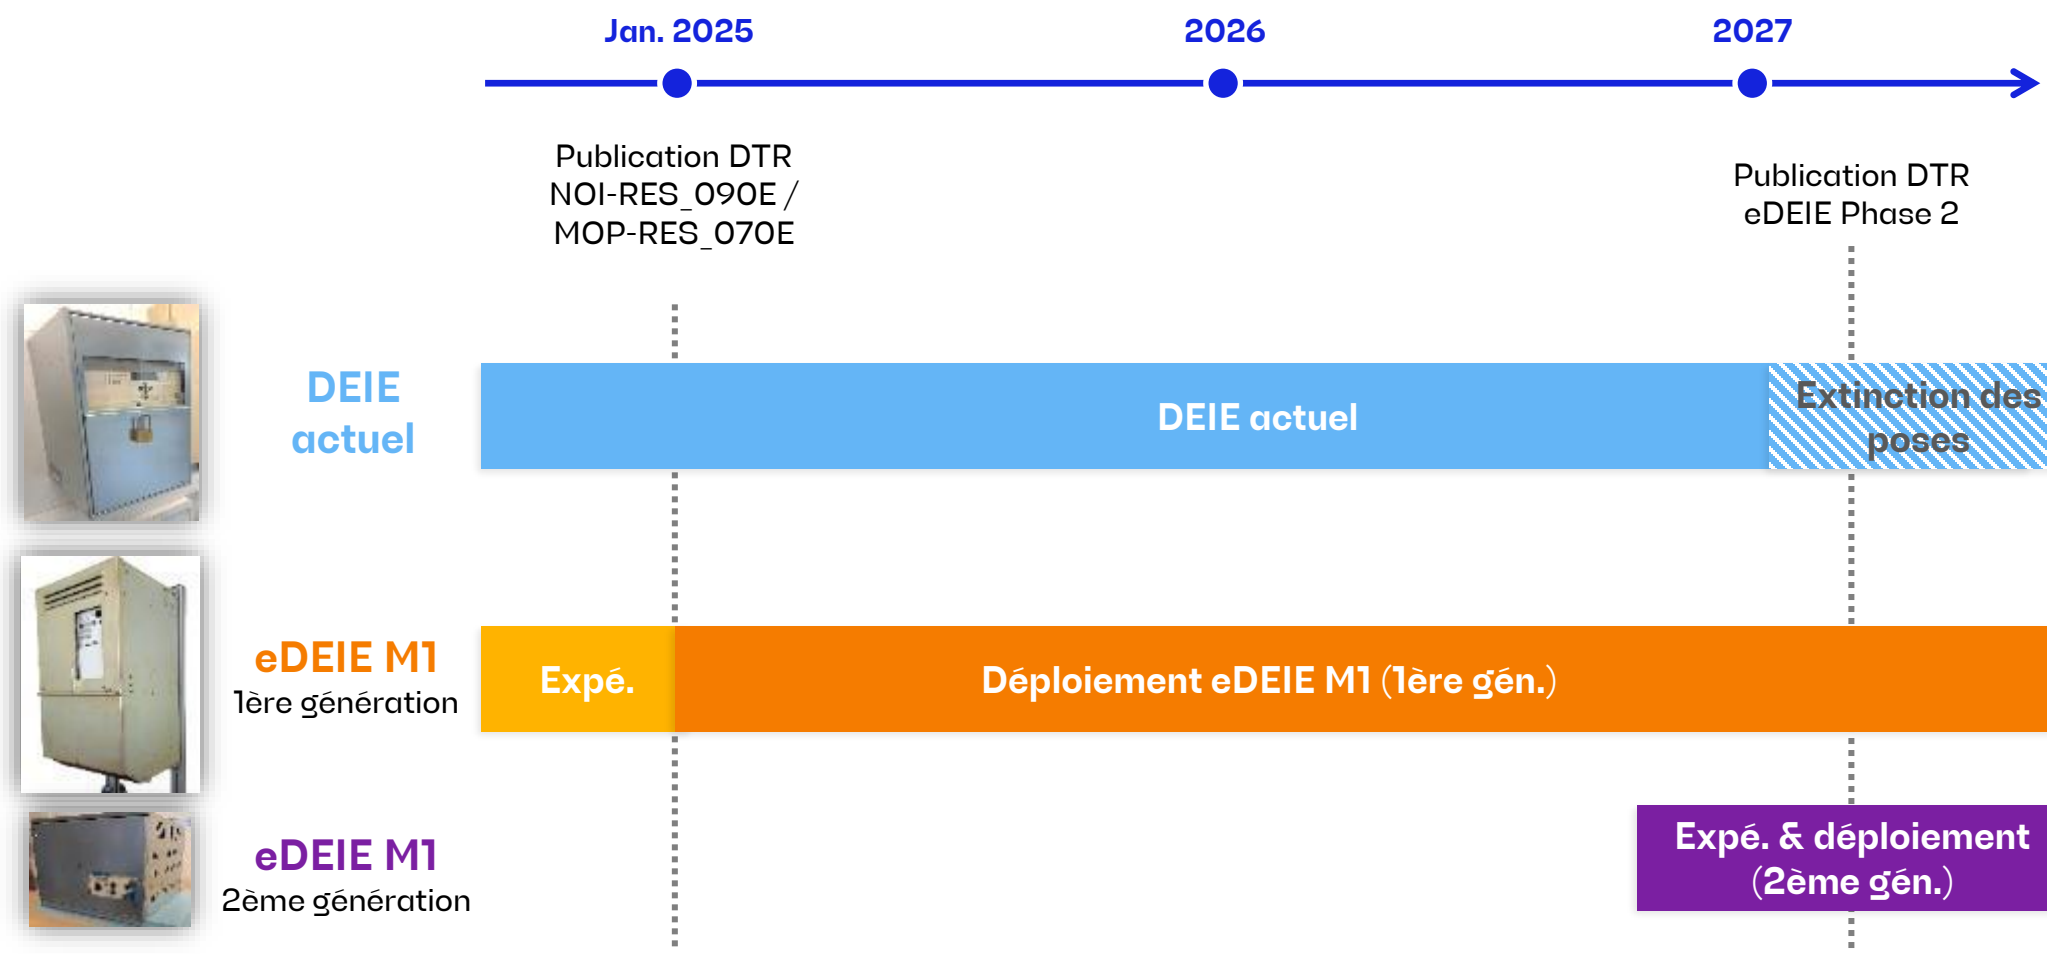 Jan. 2025
2026
2027
Publication DTR
NOI-RES_090E /
MOP-RES_070E
Publication DTR
eDEIE Phase 2
DEIE
actuel
DEIE actuel
Extinction des
poses
eDEIE M1
1ère génération
Expé.
Déploiement eDEIE M1 (1ère gén.)
eDEIE M1
2ème génération
Expé. & déploiement
(2ème gén.)